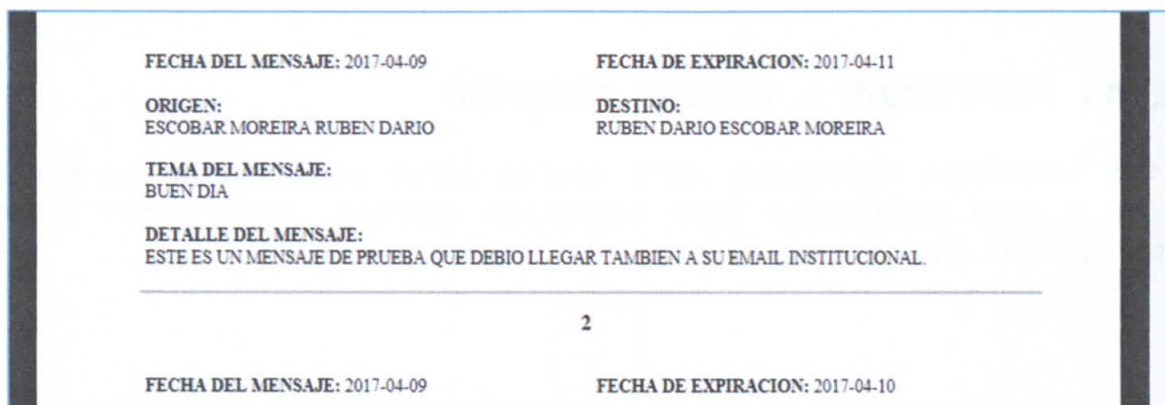 FECHA DEL MENSAJE: 2017-04-09 FECHA DE EXPIRACION: 2017-04-11
ORIGEN: DESTINO:
ESCOBAR MOREIRA RUBEN DARIO RUBEN DARIO ESCOBAR MOREIRA
TEMA DEL MENSAJE:
BUEN DIA
DETALLE DEL MENSAJE:
ESTE ES UN MENSAJE DE PRUEBA QUE DEBIO LLEGAR TAMBIEN A SU EMAIL INSTITUCIONAL.
2
FECHA DEL MENSAJE: 2017-04-09 FECHA DE EXPIRACION: 2017-04-10